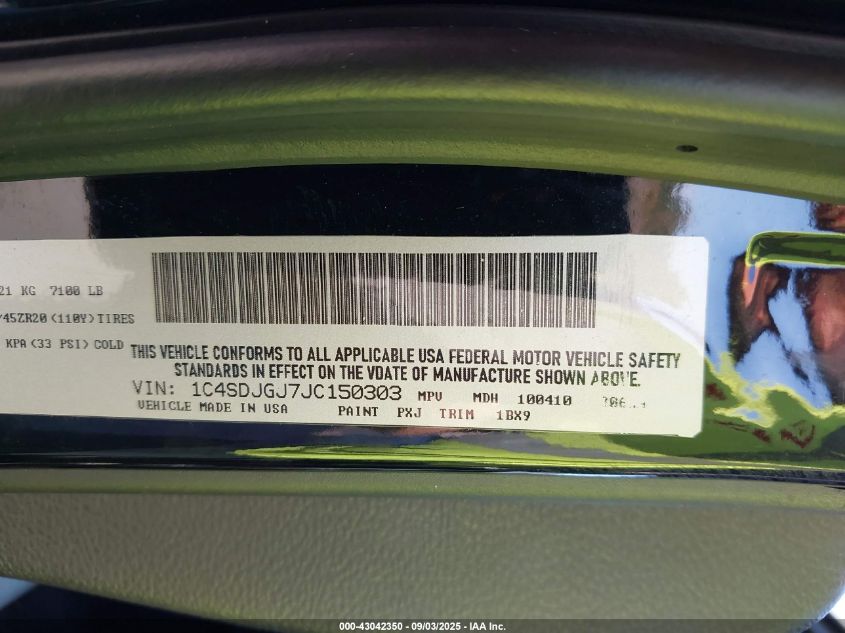 21 KG 7100 LB
/45ZR20 (110Y) TIRES
KPA (33 PSI) COLD
THIS VEHICLE CONFORMS TO ALL APPLICABLE USA FEDERAL MOTOR VEHICLE SAFETY
STANDARDS IN EFFECT ON THE VDATE OF MANUFACTURE SHOWN ABOVE.
VIN: 1C4SDJGJ7JC150303 MPV MDH 100410
VEHICLE MADE IN USA PAINT PXJ TRIM 1BX9
000-43042350 - 09/03/2025 - IAA Inc.